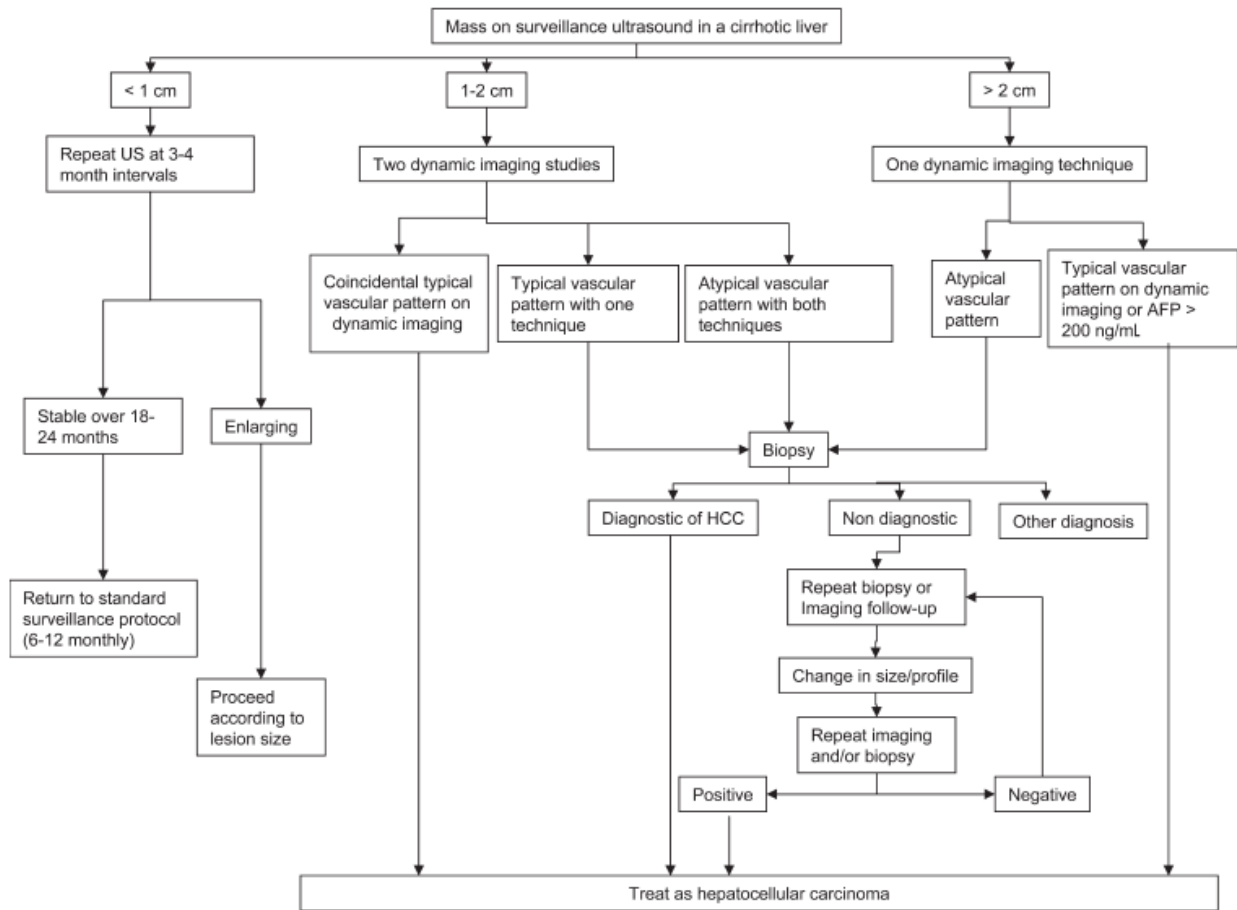 Mass on surveillance ultrasound in a cirrhotic liver
< 1 cm
1-2 cm
> 2 cm
Repeat US at 3-4
month intervals
Two dynamic imaging studies
One dynamic imaging technique
Coincidental typical
vascular pattern on
dynamic imaging
Typical vascular
pattern with one
technique
Atypical vascular
pattern with both
techniques
Atypical
vascular
pattern
Typical vascular
pattern on dynamic
imaging or AFP >
200 ng/mL
Stable over 18-
24 months
Enlarging
Biopsy
Diagnostic of HCC
Non diagnostic
Other diagnosis
Return to standard
surveillance protocol
(6-12 monthly)
Repeat biopsy or
Imaging follow-up
Proceed
according to
lesion size
Change in size/profile
Repeat imaging
and/or biopsy
Positive
Negative
Treat as hepatocellular carcinoma